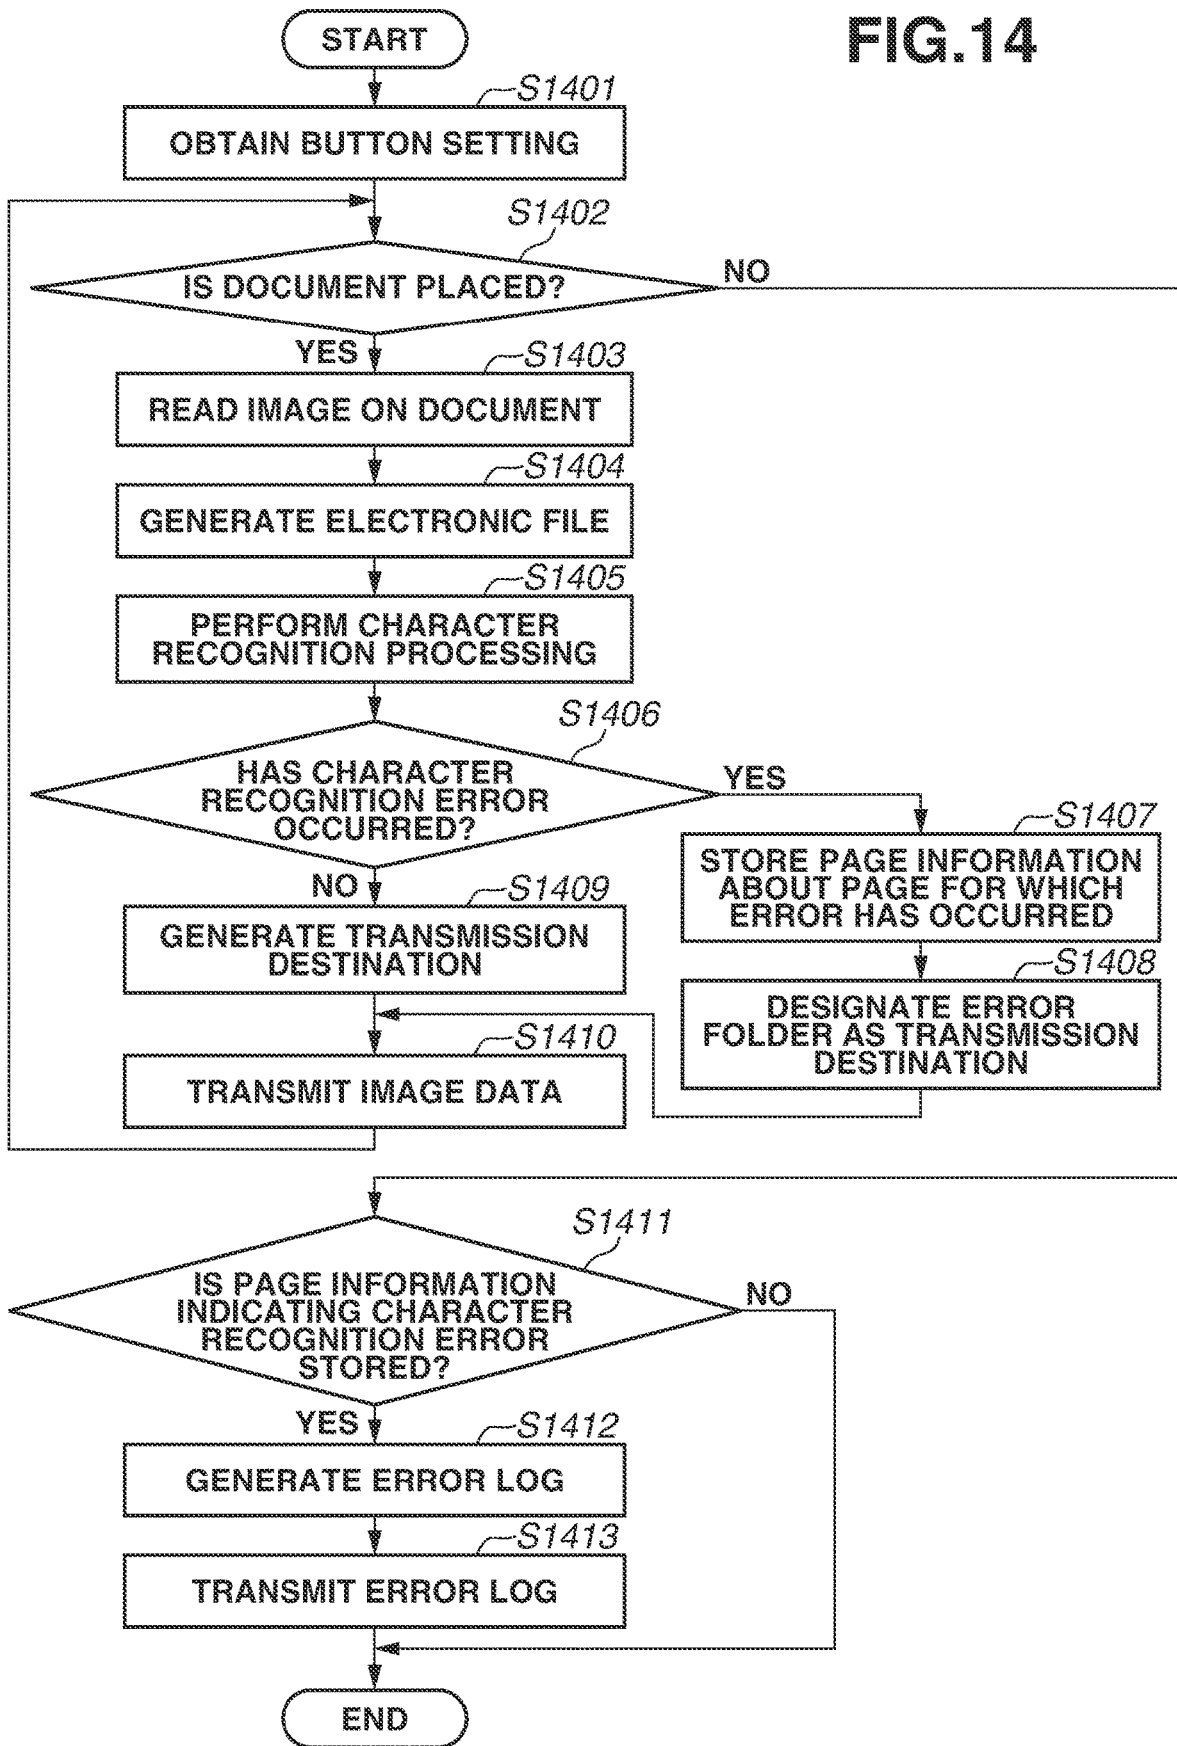 FIG.14
START
S1401
OBTAIN BUTTON SETTING
S1402
IS DOCUMENT PLACED?
NO
YES
S1403
READ IMAGE ON DOCUMENT
S1404
GENERATE ELECTRONIC FILE
S1405
PERFORM CHARACTER
RECOGNITION PROCESSING
S1406
HAS CHARACTER
RECOGNITION ERROR
OCCURRED?
YES
S1407
STORE PAGE INFORMATION
ABOUT PAGE FOR WHICH
ERROR HAS OCCURRED
S1408
DESIGNATE ERROR
FOLDER AS TRANSMISSION
DESTINATION
NO
S1409
GENERATE TRANSMISSION
DESTINATION
S1410
TRANSMIT IMAGE DATA
S1411
IS PAGE INFORMATION
INDICATING CHARACTER
RECOGNITION ERROR
STORED?
NO
YES
S1412
GENERATE ERROR LOG
S1413
TRANSMIT ERROR LOG
END